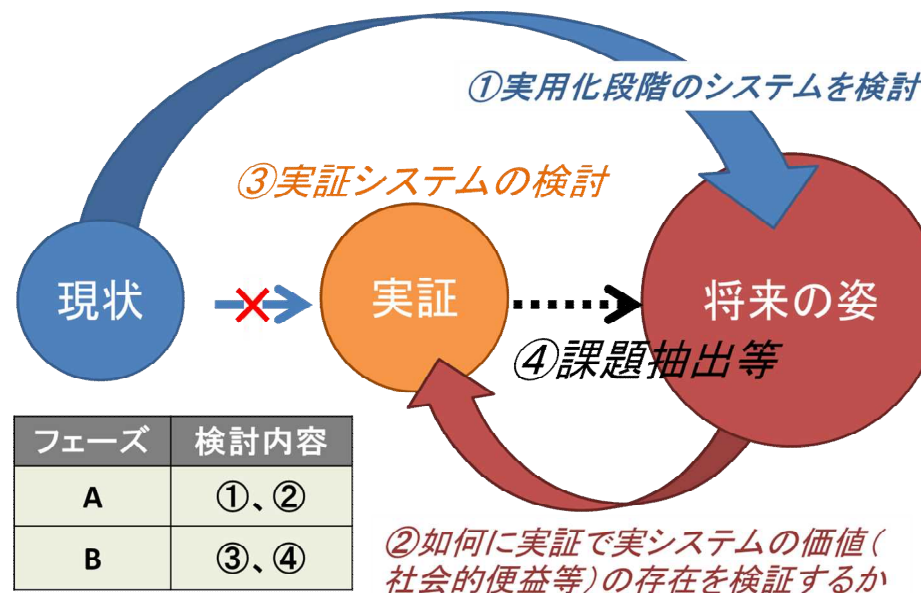 ①実用化段階のシステムを検討
③実証システムの検討
現状
実証
将来の姿
④課題抽出等
フェーズ 検討内容
A ①、②
B ③、④
②如何に実証で実システムの価値(
社会的便益等)の存在を検証するか